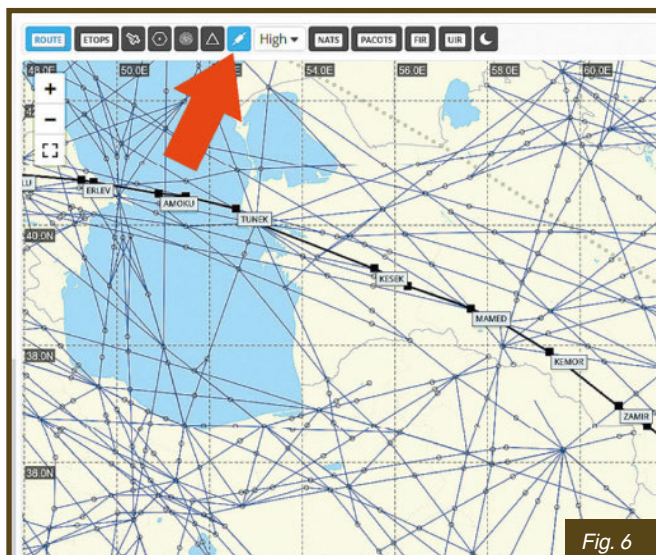 ROUTE ETOPS High NATS PACOTS FIR UIR
48.0E 50.0E 54.0E 56.0E 58.0E 60.0E
+
−
LU
ERLEV
AMOKU
TUNEK
40.0N
KESEK
MAMED
38.0N
KEMOR
ZAMIR
36.0N
Fig. 6